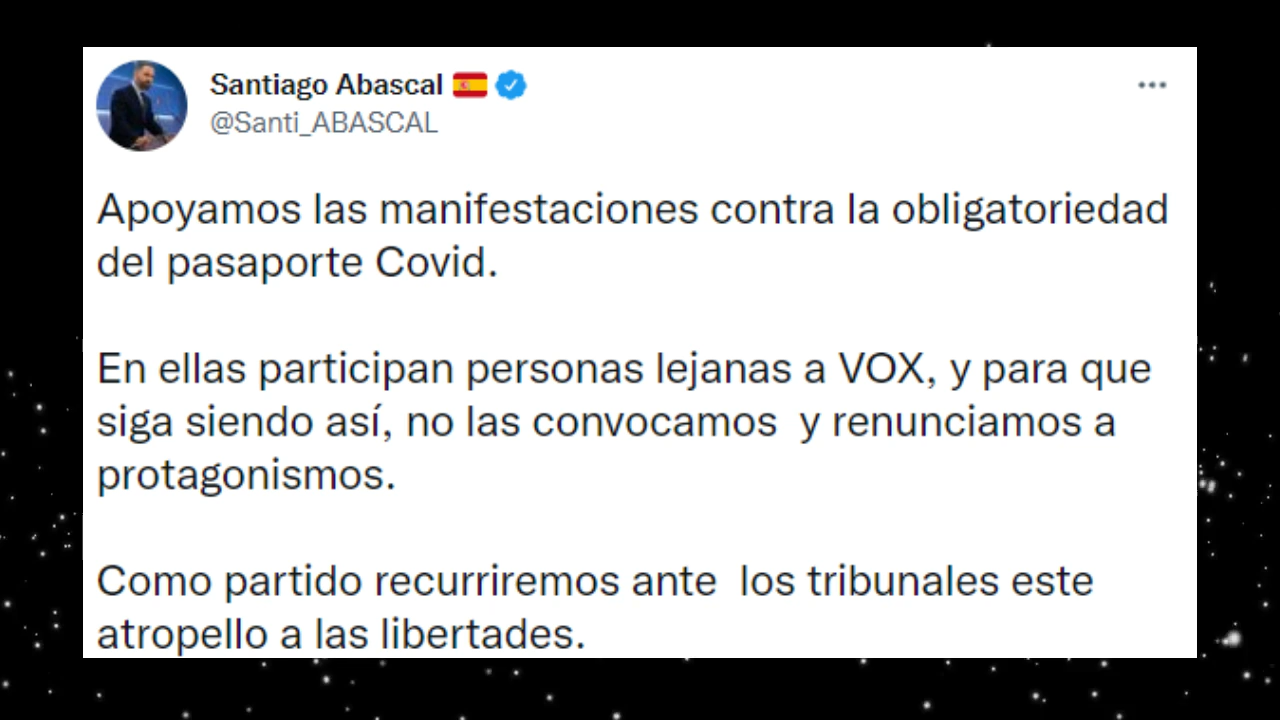 Santiago Abascal 🇪🇸
@Santi_ABASCAL
Apoyamos las manifestaciones contra la obligatoriedad
del pasaporte Covid.
En ellas participan personas lejanas a VOX, y para que
siga siendo así, no las convocamos  y renunciamos a
protagonismos.
Como partido recurriremos ante  los tribunales este
atropello a las libertades.